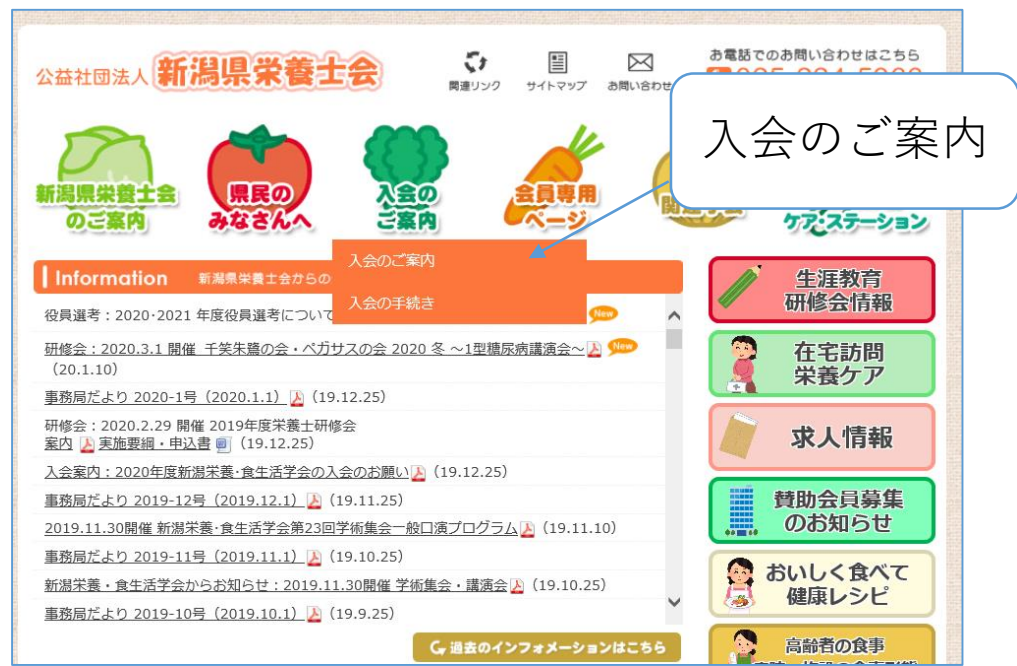 公益社団法人 新潟県栄養士会
関連リンク
サイトマップ
お問い合わせ
お電話でのお問い合わせはこちら
入会のご案内
新潟県栄養士会
のご案内
県民の
みなさんへ
入会の
ご案内
会員専用
ページ
ケア・ステーション
入会のご案内
入会の手続き
Information 新潟県栄養士会からの
役員選考：2020･2021 年度役員選考について
New
研修会：2020.3.1 開催 千笑朱鷺の会・ペガサスの会 2020 冬 ～1型糖尿病講演会～ New
（20.1.10）
事務局だより 2020-1号（2020.1.1）（19.12.25）
研修会：2020.2.29 開催 2019年度栄養士研修会
案内 実施要綱・申込書 （19.12.25）
入会案内：2020年度新潟栄養･食生活学会の入会のお願い（19.12.25）
事務局だより 2019-12号（2019.12.1）（19.11.25）
2019.11.30開催 新潟栄養･食生活学会第23回学術集会一般口演プログラム（19.11.10）
事務局だより 2019-11号（2019.11.1）（19.10.25）
新潟栄養・食生活学会からお知らせ：2019.11.30開催 学術集会・講演会（19.10.25）
事務局だより 2019-10号（2019.10.1）（19.9.25）
過去のインフォメーションはこちら
生涯教育
研修会情報
在宅訪問
栄養ケア
求人情報
賛助会員募集
のお知らせ
おいしく食べて
健康レシピ
高齢者の食事